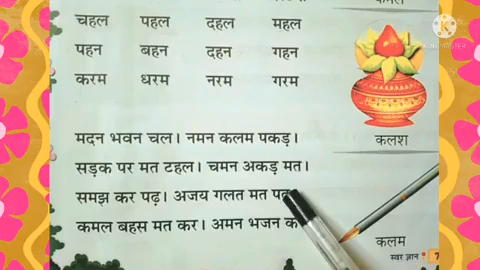 कमल
चहल पहल दहल महल
पहन बहन दहन गहन
करम धरम नरम गरम
कलश
मदन भवन चल। नमन कलम पकड़।
सड़क पर मत टहल। चमन अकड़ मत।
समझ कर पढ़। अजय गलत मत
कमल बहस मत कर। अमन भजन
कलम
स्वर ज्ञान